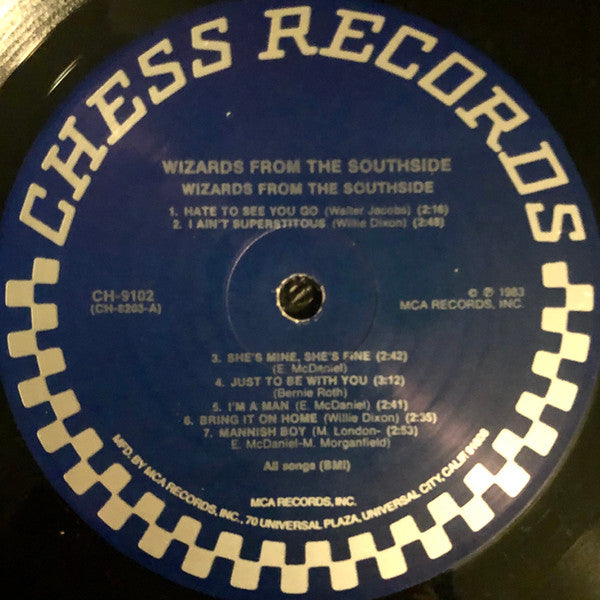 CHESS RECORDS
WIZARDS FROM THE SOUTHSIDE
WIZARDS FROM THE SOUTHSIDE
1. HATE TO SEE YOU GO (Walter Jacobs) (2:16)
2. I AIN'T SUPERSTITOUS (Willie Dixon) (2:48)
CH-9102
(CH-8203-A)
© ℗ 1983
MCA RECORDS, INC.
3. SHE'S MINE, SHE'S FINE (2:42)
(E. McDaniel)
4. JUST TO BE WITH YOU (3:12)
(Bernie Roth)
5. I'M A MAN (E. McDaniel) (2:41)
6. BRING IT ON HOME (Willie Dixon) (2:35)
7. MANNISH BOY (M. London- (2:53)
E. McDaniel-M. Morganfield)
All songs (BMI)
MCA RECORDS, INC.
MFD. BY MCA RECORDS, INC., 70 UNIVERSAL PLAZA, UNIVERSAL CITY, CALIF.